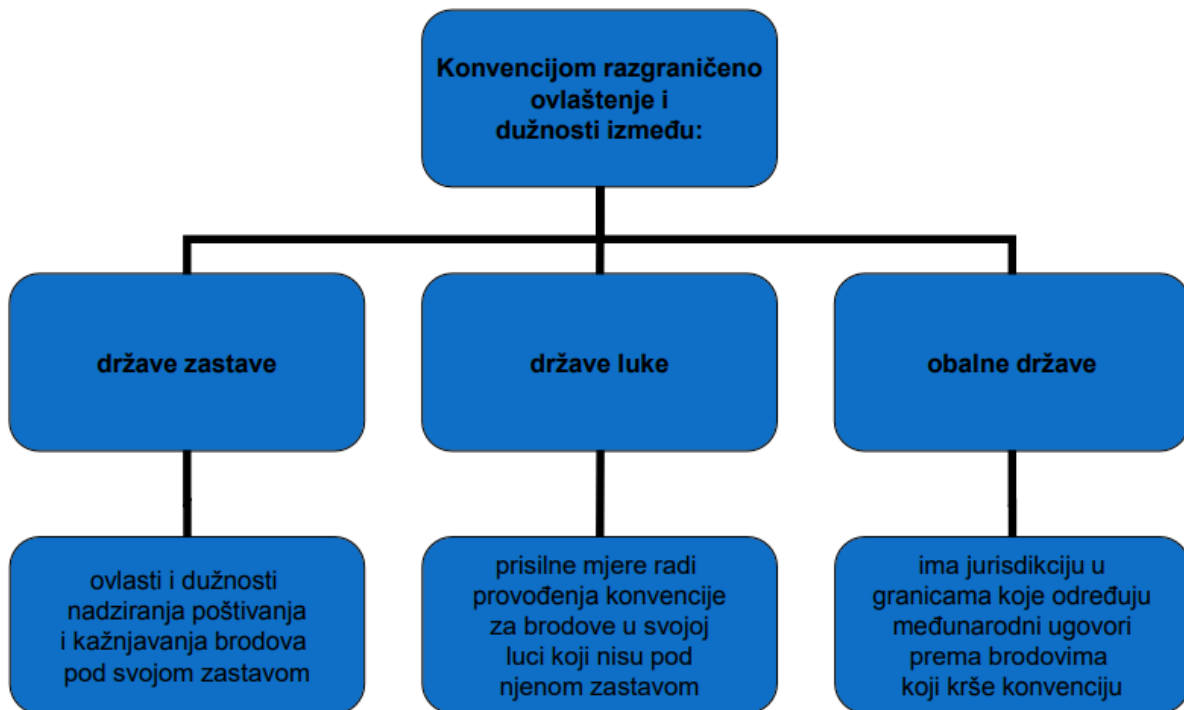 Konvencijom razgraničeno
ovlaštenje i
dužnosti između:
države zastave
države luke
obalne države
ovlasti i dužnosti
nadziranja poštivanja
i kažnjavanja brodova
pod svojom zastavom
prisilne mjere radi
provođenja konvencije
za brodove u svojoj
luci koji nisu pod
njenom zastavom
ima jurisdikciju u
granicama koje određuju
međunarodni ugovori
prema brodovima
koji krše konvenciju